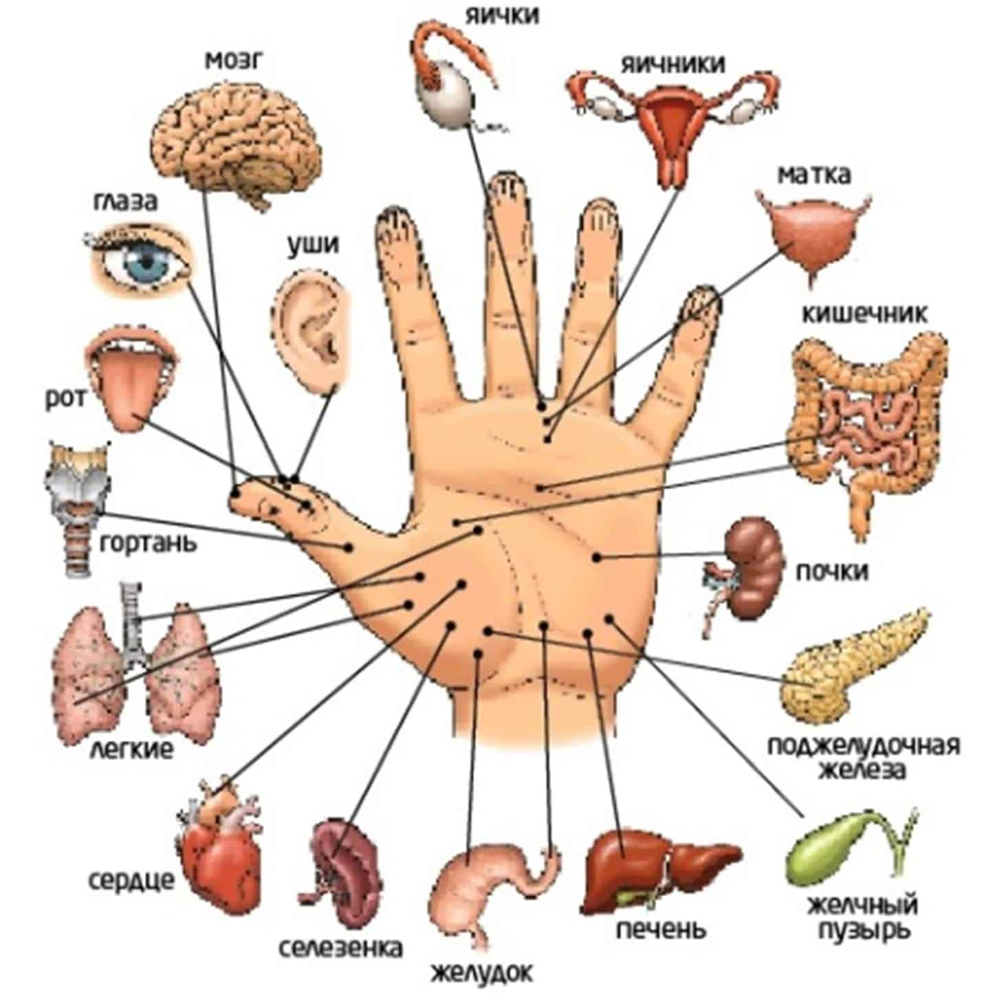 яички
мозг
яичники
матка
глаза
уши
кишечник
рот
гортань
почки
легкие
поджелудочная
железа
сердце
желчный
пузырь
печень
селезенка
желудок